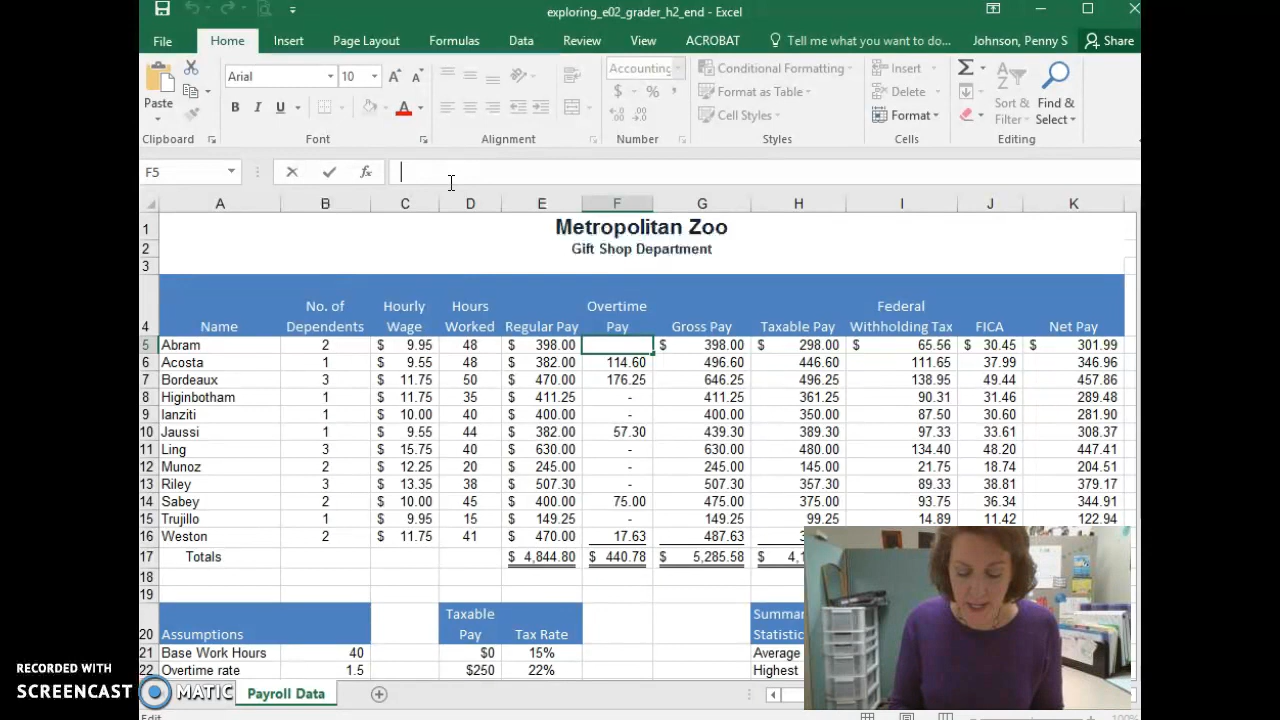 exploring_e02_grader_h2_end - Excel
File Home Insert Page Layout Formulas Data Review View ACROBAT Tell me what you want to do... Johnson, Penny S Share
Paste
Arial 10
B I U A
Accounting
$ % ,
Conditional Formatting
Format as Table
Cell Styles
Insert
Delete
Format
Sort & Filter
Find & Select
Clipboard Font Alignment Number Styles Cells Editing
F5 fx
A B C D E F G H I J K
1 Metropolitan Zoo
2 Gift Shop Department
3
4 Name No. of Dependents Hourly Wage Hours Worked Regular Pay Overtime Pay Gross Pay Taxable Pay Federal Withholding Tax FICA Net Pay
5 Abram 2 $ 9.95 48 $ 398.00 $ 398.00 $ 298.00 $ 65.56 $ 30.45 $ 301.99
6 Acosta 1 $ 9.55 48 $ 382.00 114.60 496.60 446.60 111.65 37.99 346.96
7 Bordeaux 3 $ 11.75 50 $ 470.00 176.25 646.25 496.25 138.95 49.44 457.86
8 Higinbotham 1 $ 11.75 35 $ 411.25 - 411.25 361.25 90.31 31.46 289.48
9 Ianziti 1 $ 10.00 40 $ 400.00 - 400.00 350.00 87.50 30.60 281.90
10 Jaussi 1 $ 9.55 44 $ 382.00 57.30 439.30 389.30 97.33 33.61 308.37
11 Ling 3 $ 15.75 40 $ 630.00 - 630.00 480.00 134.40 48.20 447.41
12 Munoz 2 $ 12.25 20 $ 245.00 - 245.00 145.00 21.75 18.74 204.51
13 Riley 3 $ 13.35 38 $ 507.30 - 507.30 357.30 89.33 38.81 379.17
14 Sabey 2 $ 10.00 45 $ 400.00 75.00 475.00 375.00 93.75 36.34 344.91
15 Trujillo 1 $ 9.95 15 $ 149.25 - 149.25 99.25 14.89 11.42 122.94
16 Weston 2 $ 11.75 41 $ 470.00 17.63 487.63
17 Totals $ 4,844.80 $ 440.78 $ 5,285.58 $
18
19
20 Assumptions Taxable Pay Tax Rate Statistic
21 Base Work Hours 40 $0 15% Average
22 Overtime rate 1.5 $250 22% Highest
Payroll Data
RECORDED WITH
SCREENCAST MATIC
100%